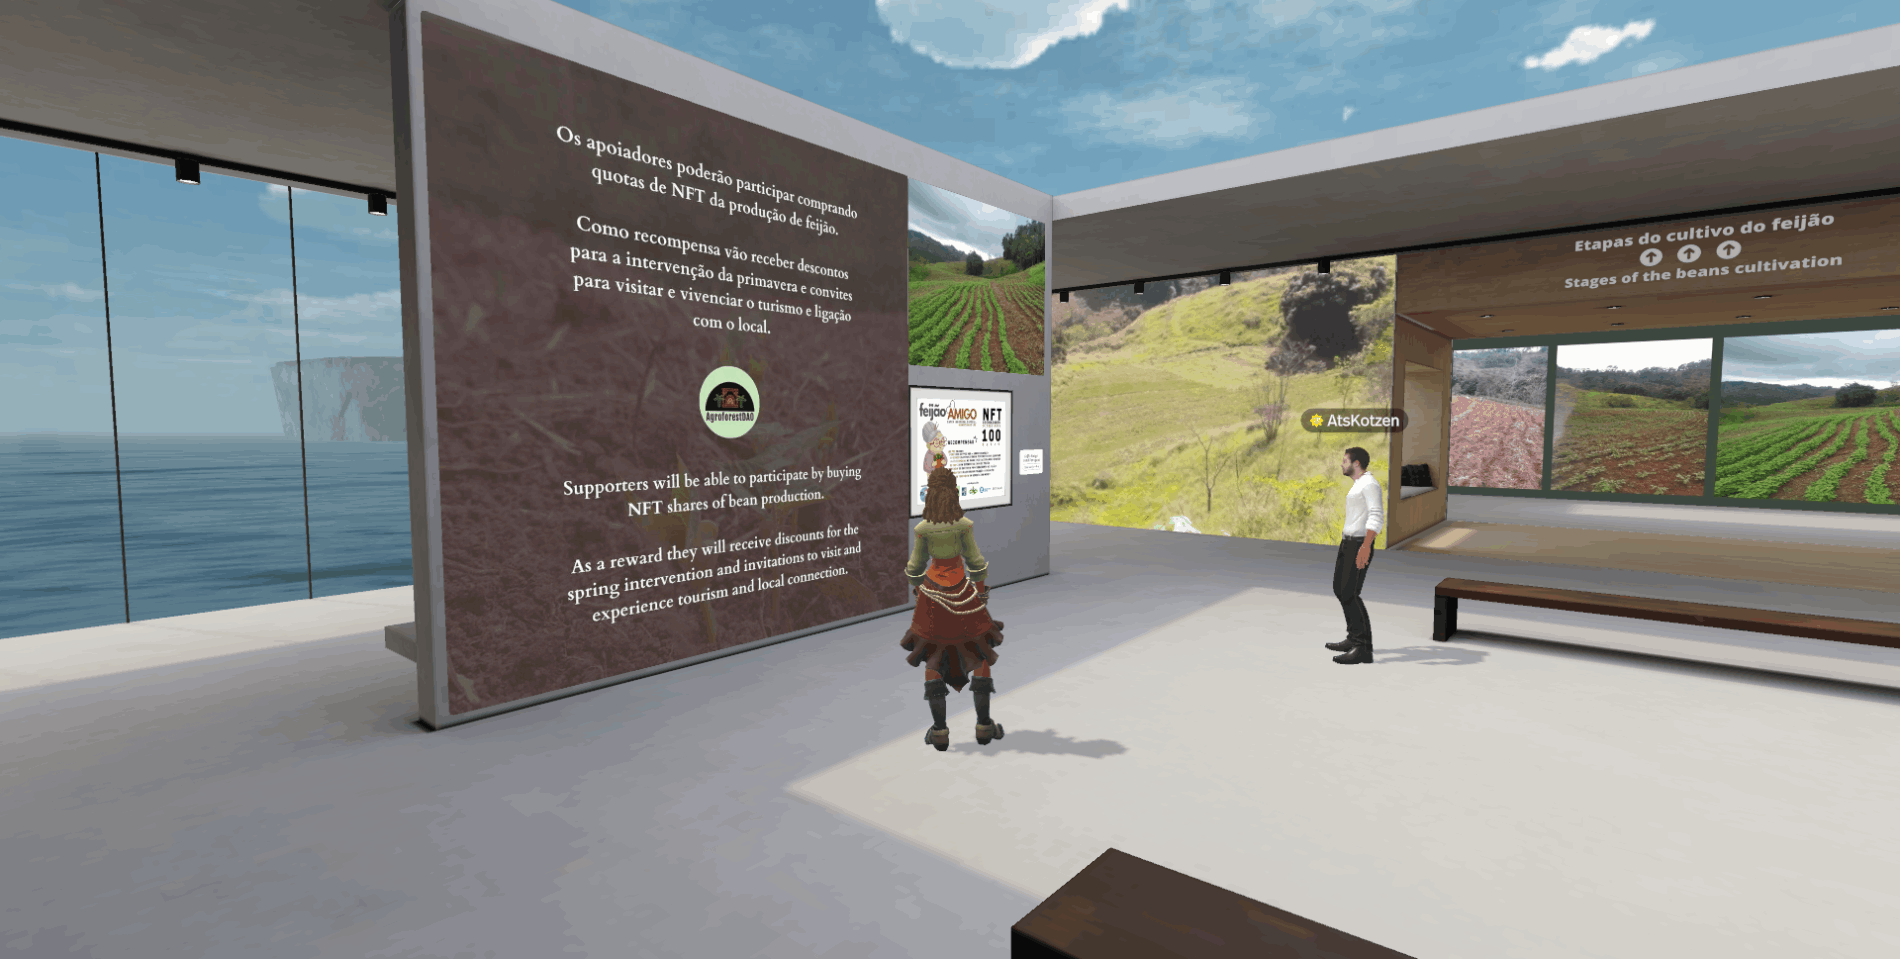 Os apoiadores poderão participar comprando
quotas de NFT da produção de feijão.
Como recompensa vão receber descontos
para a intervenção da primavera e convites
para visitar e vivenciar o turismo e ligação
com o local.
AgroforestDAO
Supporters will be able to participate by buying
NFT shares of bean production.
As a reward they will receive discounts for the
spring intervention and invitations to visit and
experience tourism and local connection.
feijão AMIGO
NFT
100
AtsKotzen
Etapas do cultivo do feijão
Stages of the beans cultivation